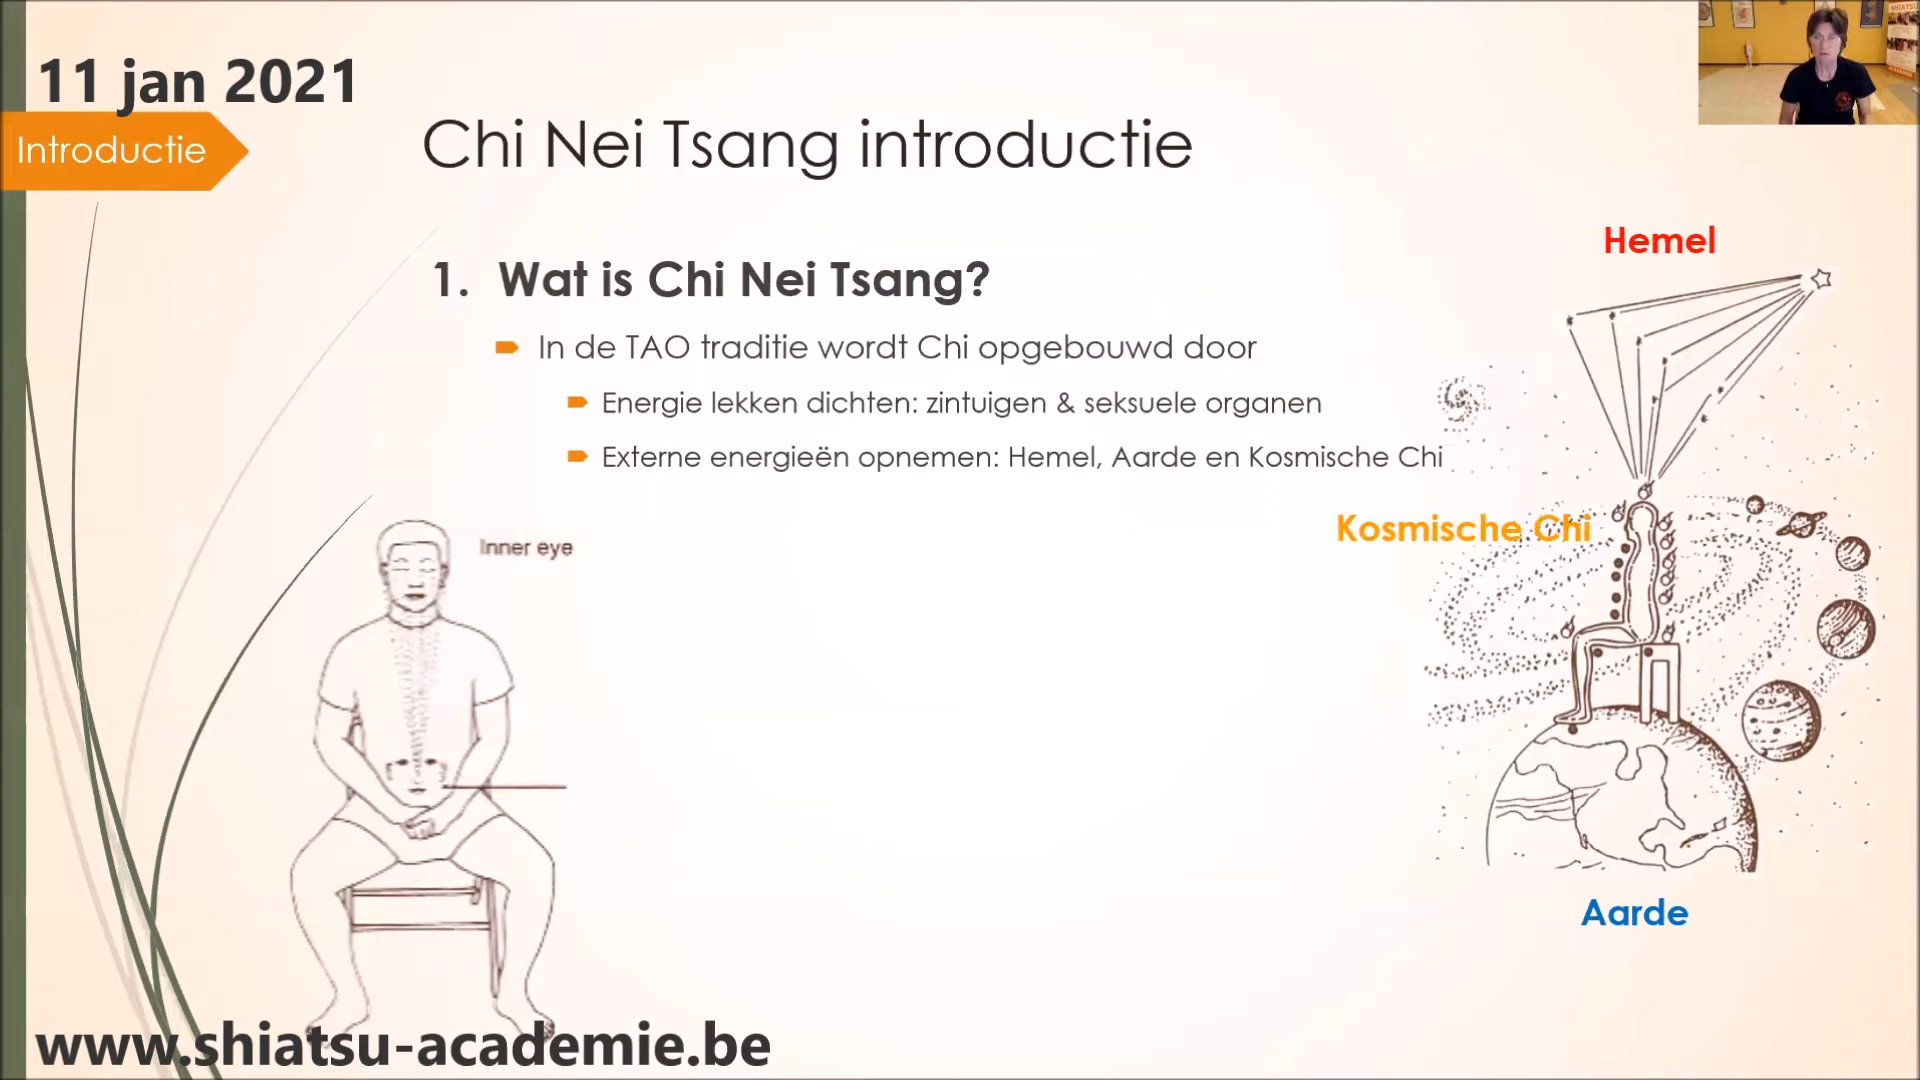 11 jan 2021
Introductie
Chi Nei Tsang introductie
1. Wat is Chi Nei Tsang?
In de TAO traditie wordt Chi opgebouwd door
Energie lekken dichten: zintuigen & seksuele organen
Externe energieën opnemen: Hemel, Aarde en Kosmische Chi
Hemel
Kosmische Chi
Inner eye
Aarde
www.shiatsu-academie.be
SHIATSU